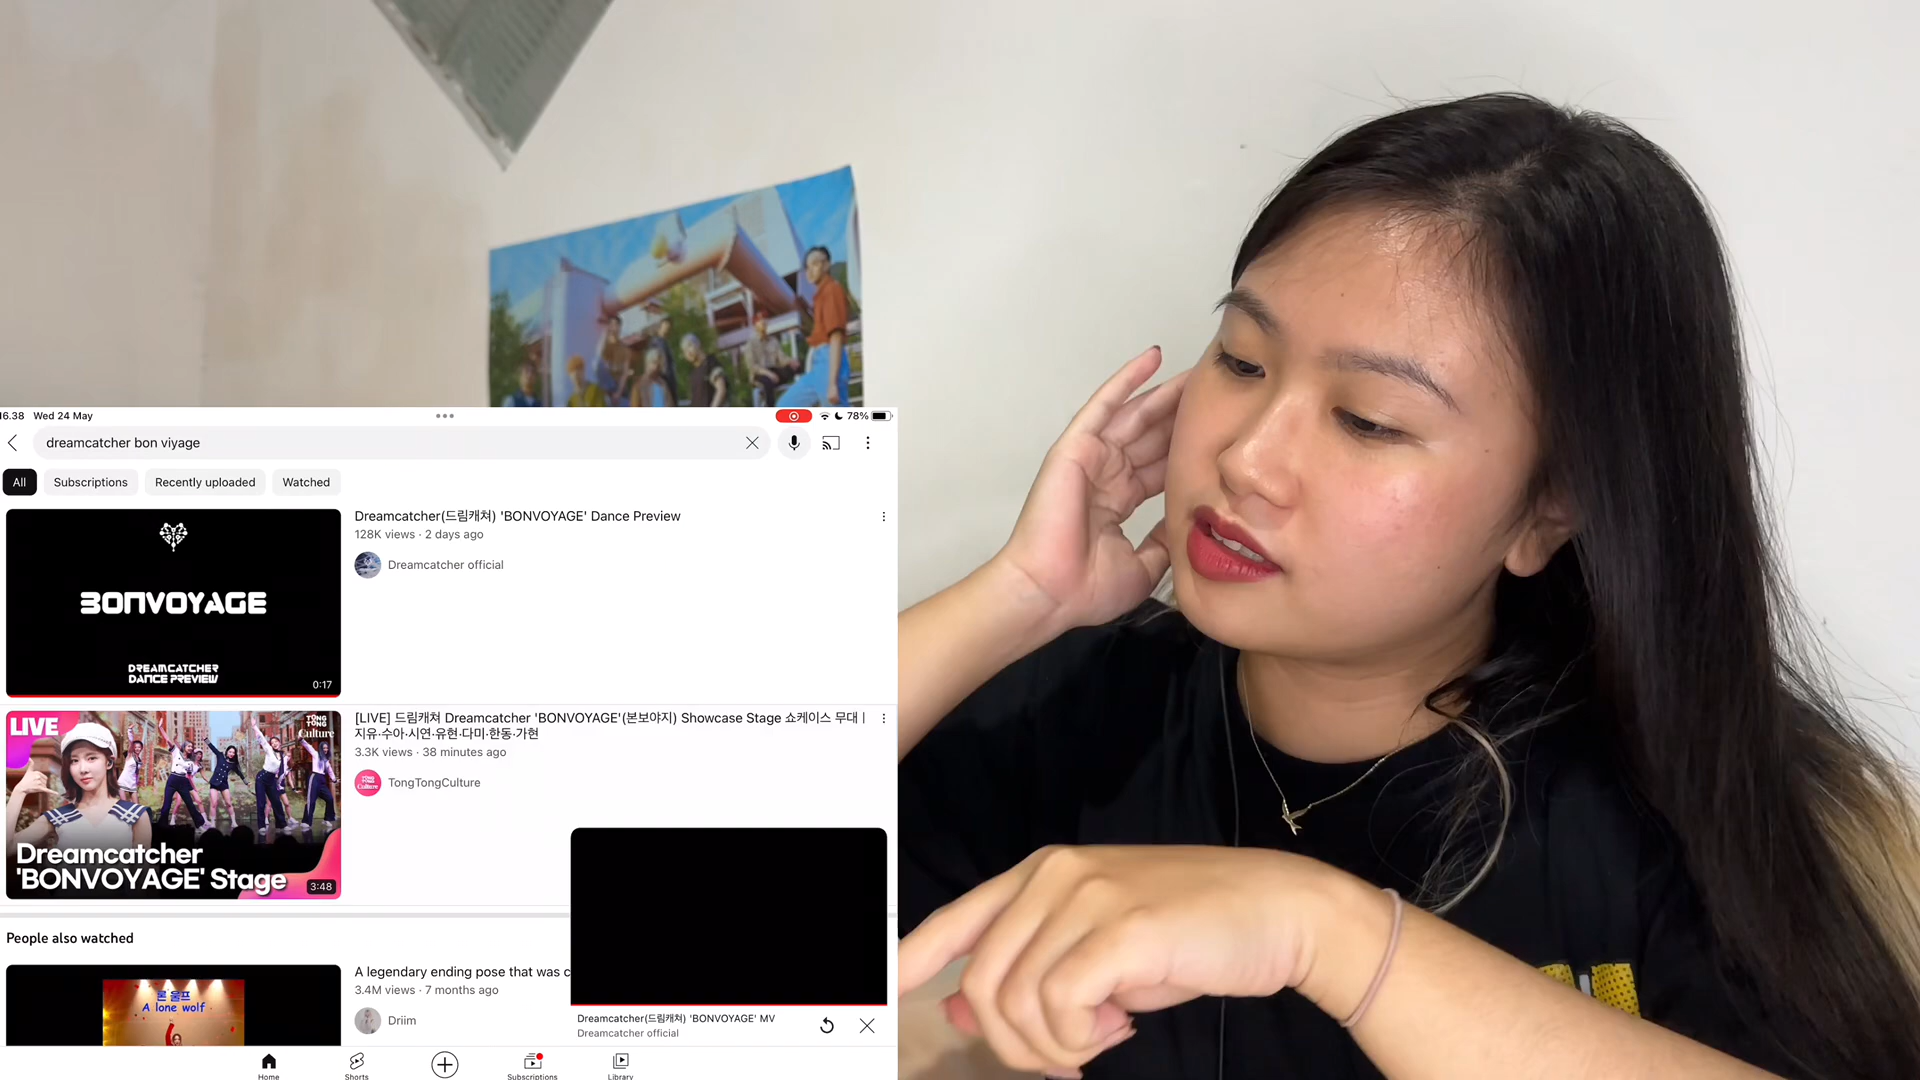 16.38 Wed 24 May
78%
dreamcatcher bon viyage
All Subscriptions Recently uploaded Watched
BONVOYAGE
DREAMCATCHER
DANCE PREVIEW
0:17
Dreamcatcher(드림캐쳐) 'BONVOYAGE' Dance Preview
128K views · 2 days ago
Dreamcatcher official
LIVE
TONG
TONG
Culture
Dreamcatcher
'BONVOYAGE' Stage
3:48
[LIVE] 드림캐쳐 Dreamcatcher 'BONVOYAGE'(본보야지) Showcase Stage 쇼케이스 무대 |
지유·수아·시연·유현·다미·한동·가현
3.3K views · 38 minutes ago
TongTongCulture
People also watched
론 울프
A lone wolf
A legendary ending pose that was c
3.4M views · 7 months ago
Driim
Dreamcatcher(드림캐쳐) 'BONVOYAGE' MV
Dreamcatcher official
Home Shorts Subscriptions Library